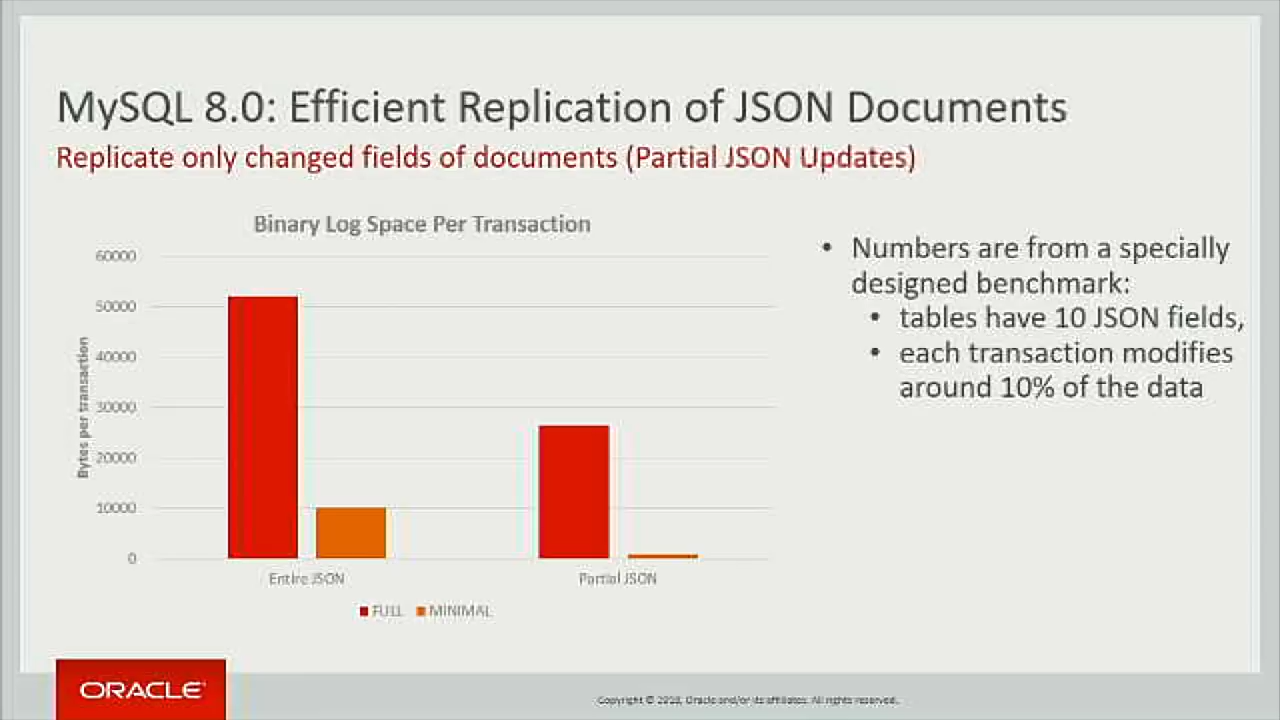 MySQL 8.0: Efficient Replication of JSON Documents
Replicate only changed fields of documents (Partial JSON Updates)
Binary Log Space Per Transaction
Bytes per transaction
60000
50000
40000
30000
20000
10000
0
Entire JSON
Partial JSON
FULL
MINIMAL
• Numbers are from a specially
designed benchmark:
• tables have 10 JSON fields,
• each transaction modifies
around 10% of the data
ORACLE
Copyright © 2018, Oracle and/or its affiliates. All rights reserved.